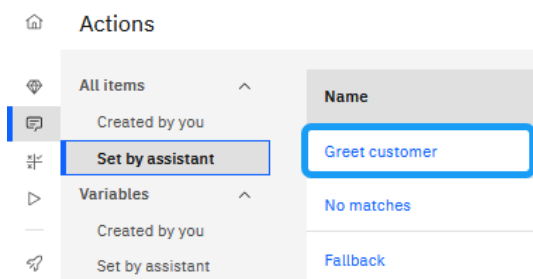 Actions
All items
Created by you
Set by assistant
Variables
Created by you
Set by assistant
Name
Greet customer
No matches
Fallback